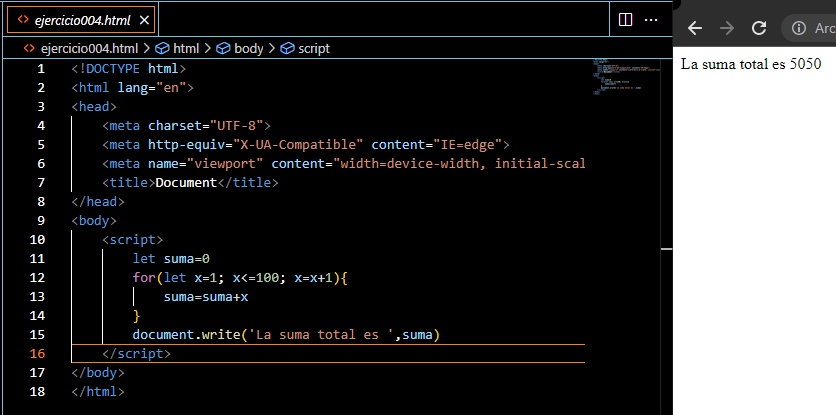 ejercicio004.html
ejercicio004.html > html > body > script
1 <!DOCTYPE html>
2 <html lang="en">
3 <head>
4 <meta charset="UTF-8">
5 <meta http-equiv="X-UA-Compatible" content="IE=edge">
6 <meta name="viewport" content="width=device-width, initial-scal
7 <title>Document</title>
8 </head>
9 <body>
10 <script>
11 let suma=0
12 for(let x=1; x<=100; x=x+1){
13 suma=suma+x
14 }
15 document.write('La suma total es ',suma)
16 </script>
17 </body>
18 </html>
Arc
La suma total es 5050